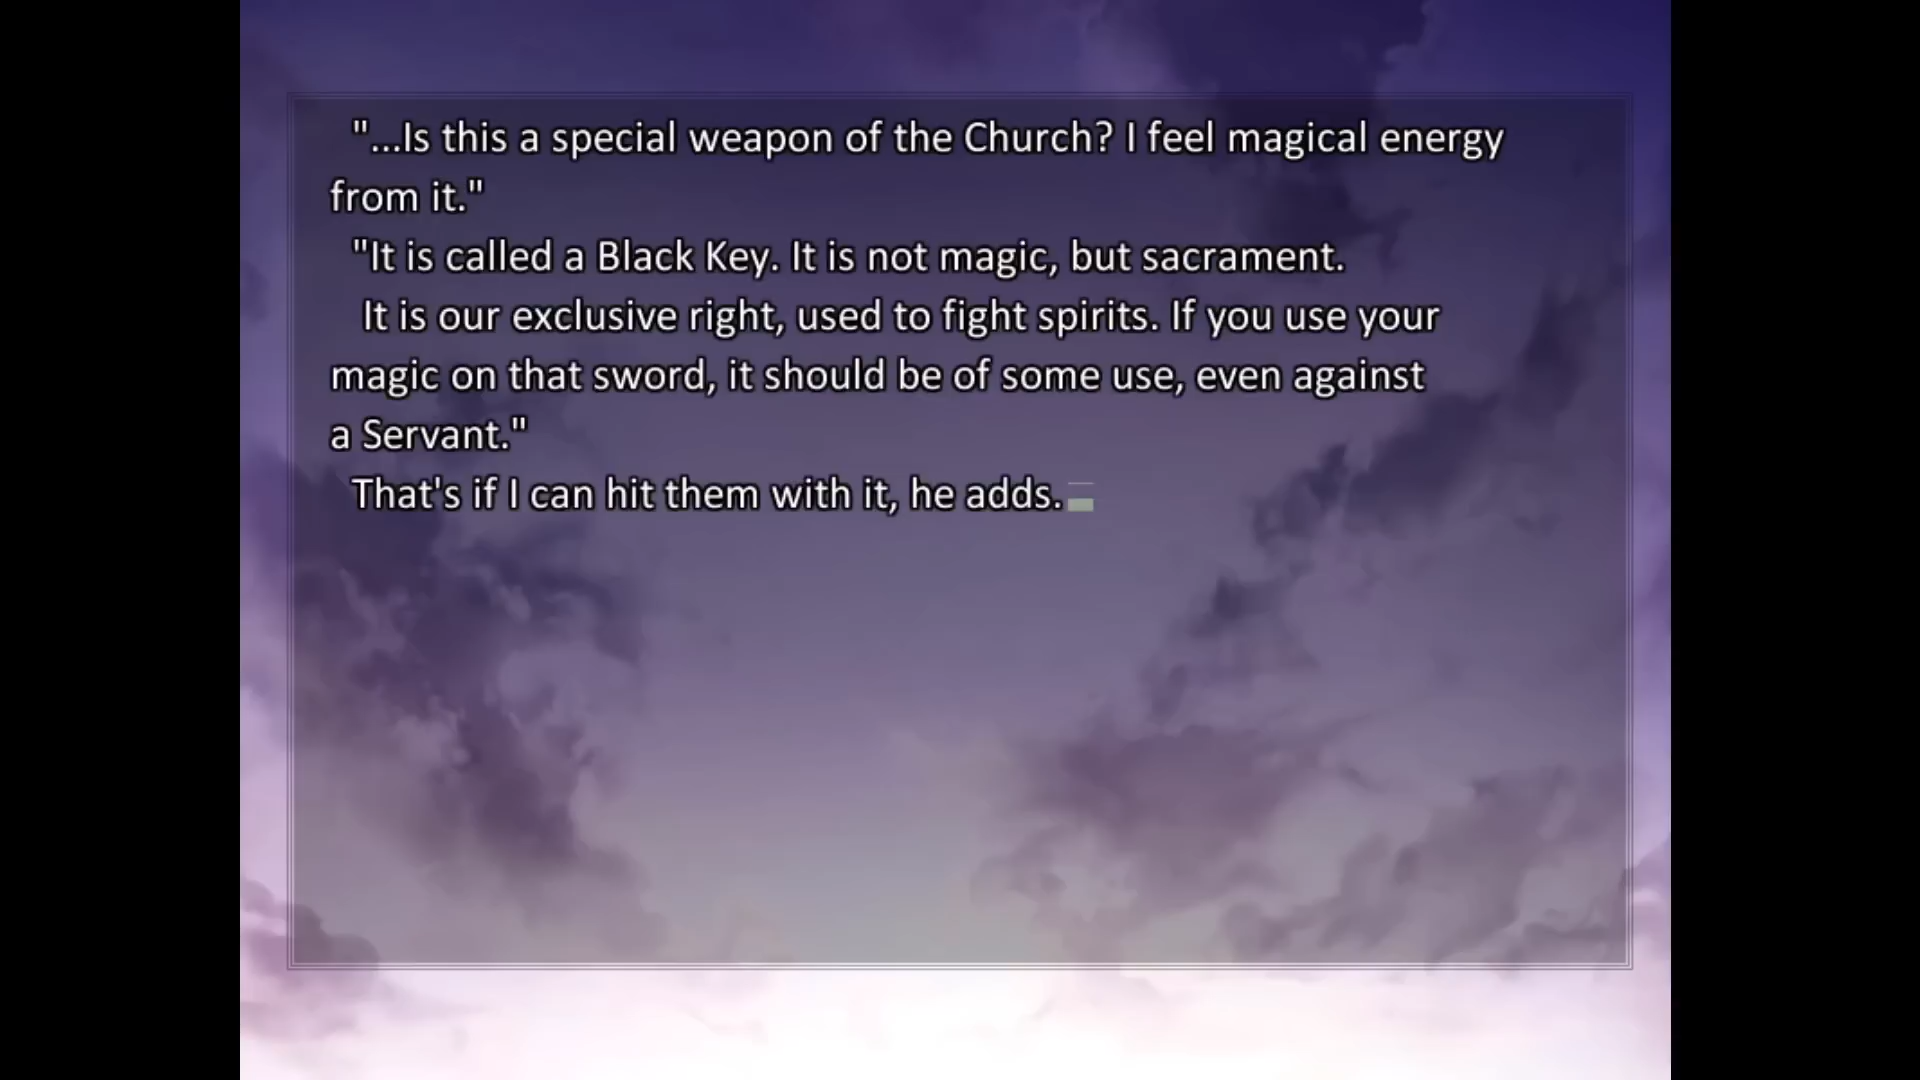 "...Is this a special weapon of the Church? I feel magical energy
from it."
"It is called a Black Key. It is not magic, but sacrament.
It is our exclusive right, used to fight spirits. If you use your
magic on that sword, it should be of some use, even against
a Servant."
That's if I can hit them with it, he adds.